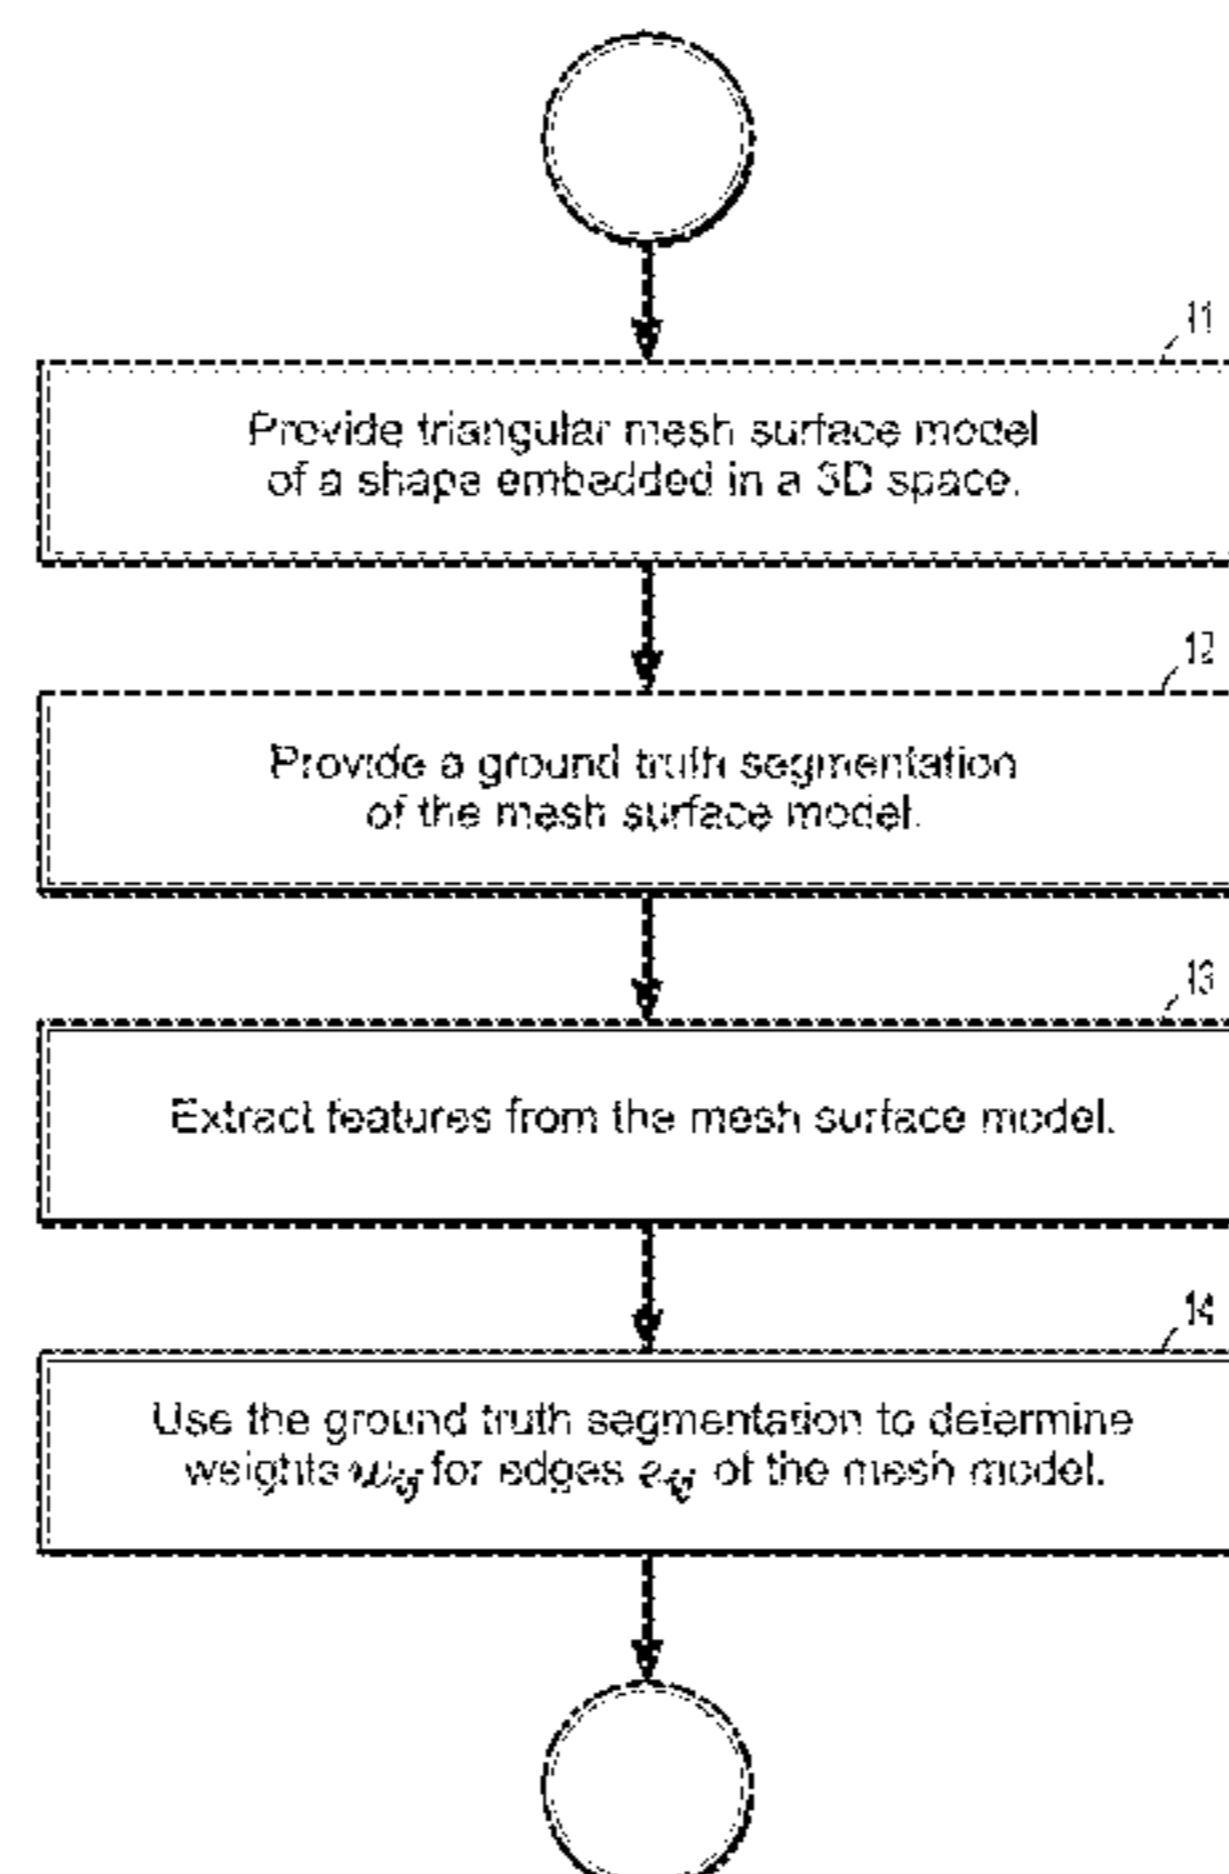 11
Provide triangular mesh surface model
of a shape embedded in a 3D space.
12
Provide a ground truth segmentation
of the mesh surface model.
13
Extract features from the mesh surface model.
14
Use the ground truth segmentation to determine
weights w_ij for edges e_ij of the mesh model.